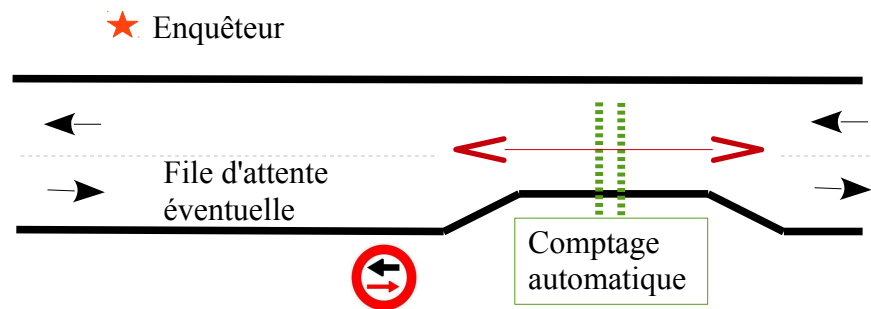 Enquêteur
File d'attente
éventuelle
Comptage
automatique